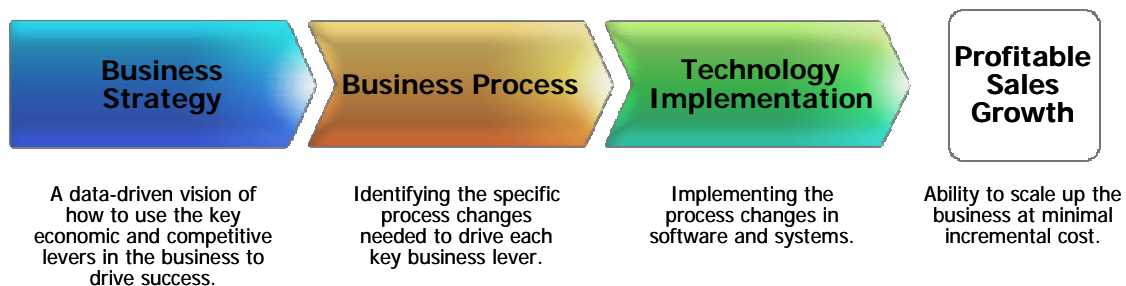 Business
Strategy
Business Process
Technology
Implementation
Profitable
Sales
Growth
A data-driven vision of
how to use the key
economic and competitive
levers in the business to
drive success.
Identifying the specific
process changes
needed to drive each
key business lever.
Implementing the
process changes in
software and systems.
Ability to scale up the
business at minimal
incremental cost.